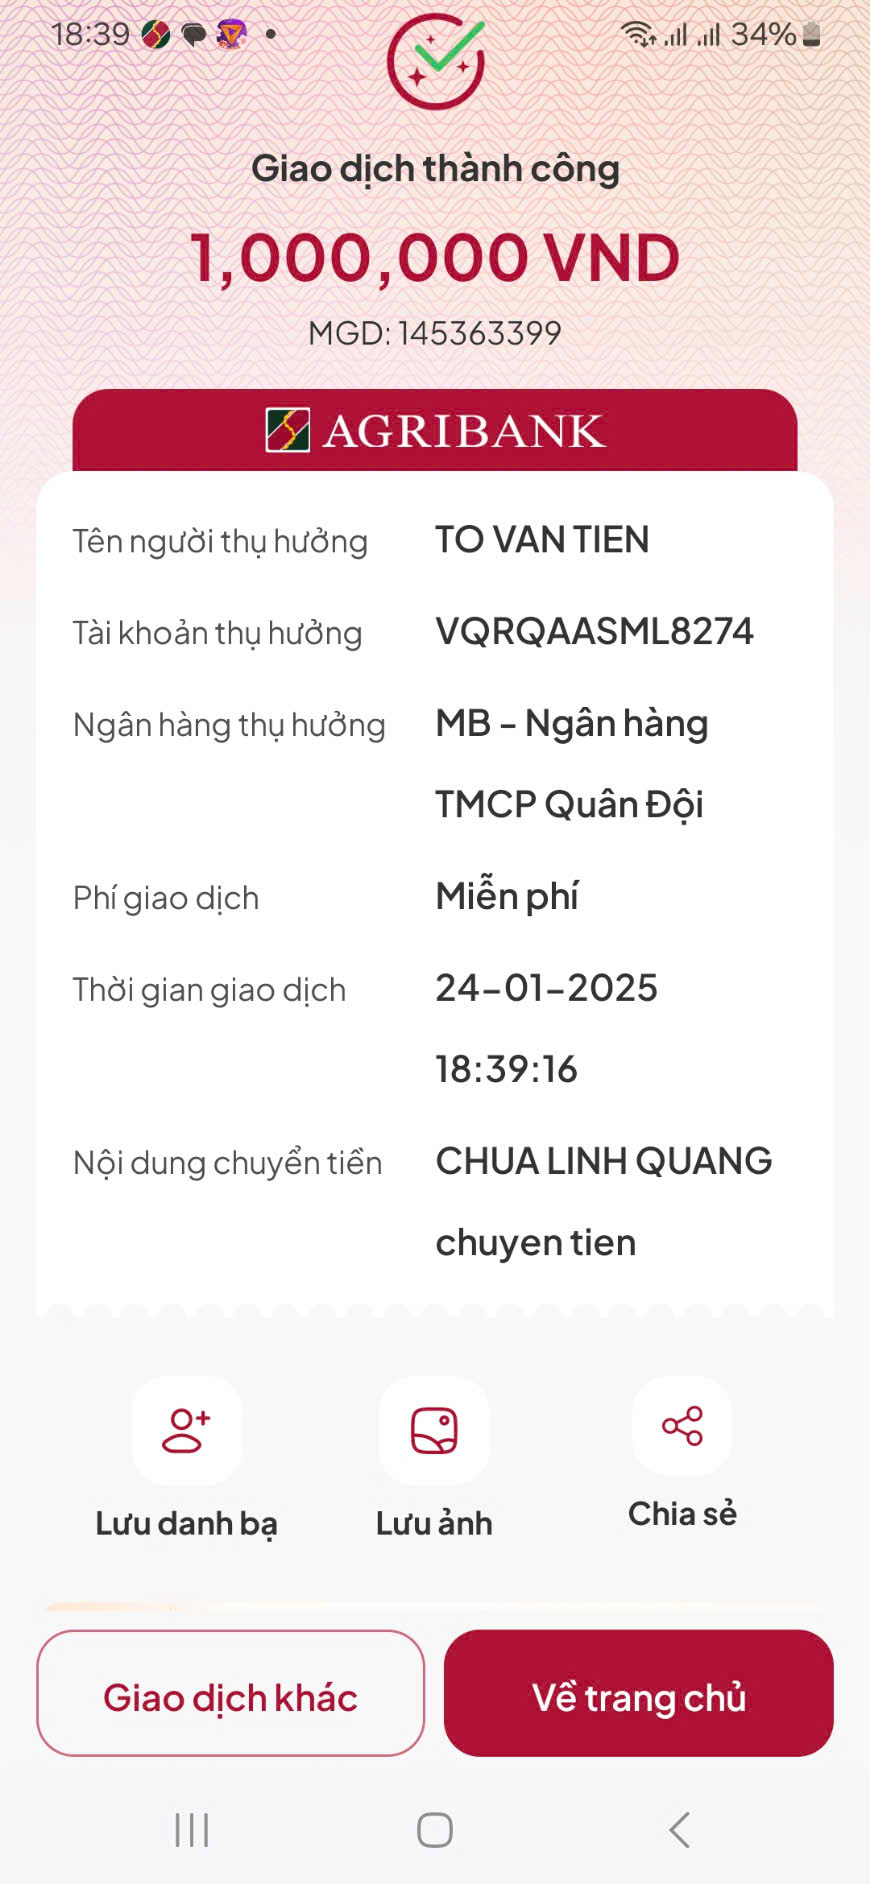 18:39
34%
Giao dịch thành công
1,000,000 VND
MGD: 145363399
AGRIBANK
Tên người thụ hưởng TO VAN TIEN
Tài khoản thụ hưởng VQRQAASML8274
Ngân hàng thụ hưởng MB - Ngân hàng
TMCP Quân Đội
Phí giao dịch Miễn phí
Thời gian giao dịch 24-01-2025
18:39:16
Nội dung chuyển tiền CHUA LINH QUANG
chuyen tien
Lưu danh bạ
Lưu ảnh
Chia sẻ
Giao dịch khác
Về trang chủ